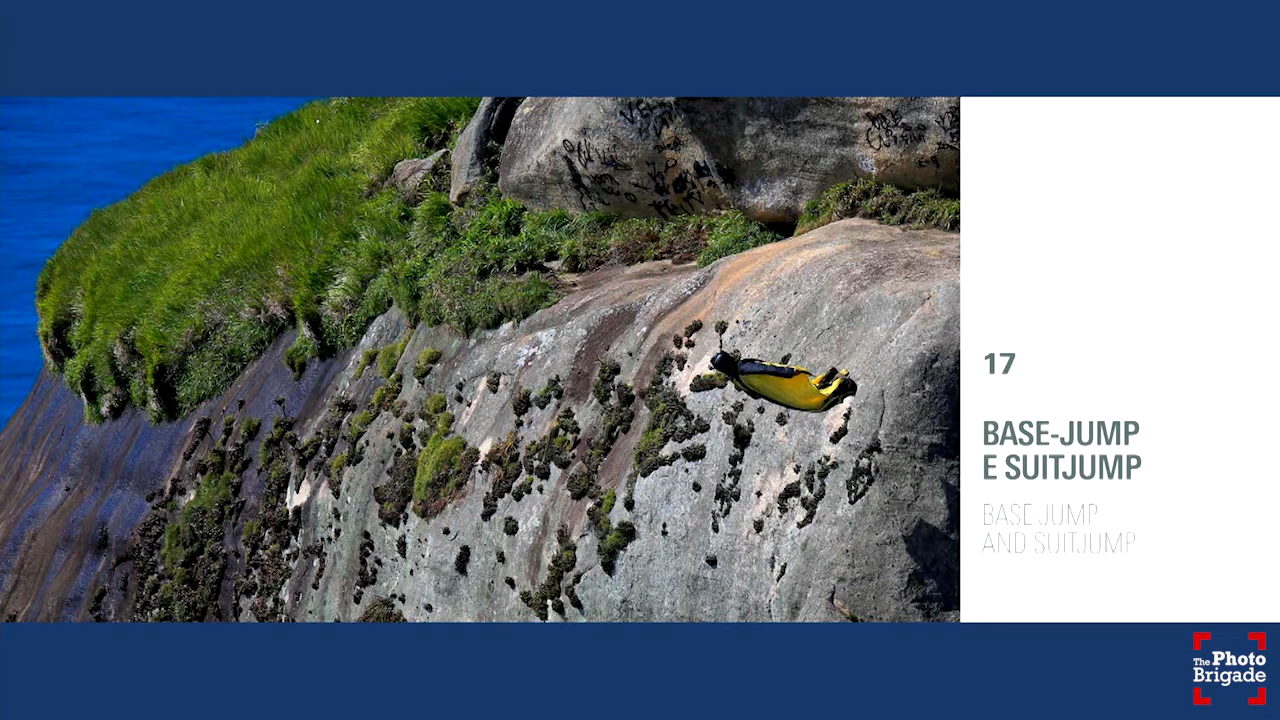 17
BASE-JUMP
E SUITJUMP
BASE-JUMP
AND SUITJUMP
The Photo
Brigade